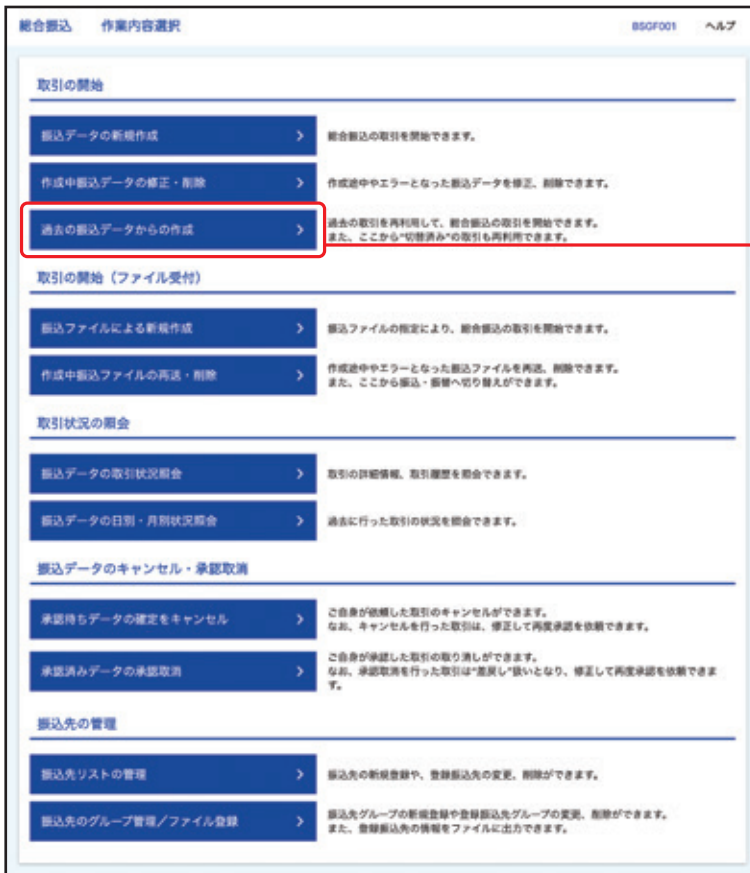 総合振込　作業内容選択　BSGF001　ヘルプ
取引の開始
振込データの新規作成
総合振込の取引を開始できます。
作成中振込データの修正・削除
作成途中やエラーとなった振込データを修正、削除できます。
過去の振込データからの作成
過去の取引を再利用して、総合振込の取引を開始できます。
また、ここから“切替済み”の取引も再利用できます。
取引の開始（ファイル受付）
振込ファイルによる新規作成
振込ファイルの指定により、総合振込の取引を開始できます。
作成中振込ファイルの再送・削除
作成途中やエラーとなった振込ファイルを再送、削除できます。
また、ここから振込・振替へ切り替えができます。
取引状況の照会
振込データの取引状況照会
取引の詳細情報、取引履歴を照会できます。
振込データの日別・月別状況照会
過去に行った取引の状況を照会できます。
振込データのキャンセル・承認取消
承認待ちデータの確定をキャンセル
ご自身が依頼した取引のキャンセルができます。
なお、キャンセルを行った取引は、修正して再度承認を依頼できます。
承認済みデータの承認取消
ご自身が承認した取引の取り消しができます。
なお、承認取消を行った取引は“差戻し”扱いとなり、修正して再度承認を依頼できま
す。
振込先の管理
振込先リストの管理
振込先の新規登録や、登録振込先の変更、削除ができます。
振込先のグループ管理／ファイル登録
振込先グループの新規登録や登録振込先グループの変更、削除ができます。
また、登録振込先の情報をファイルに出力できます。